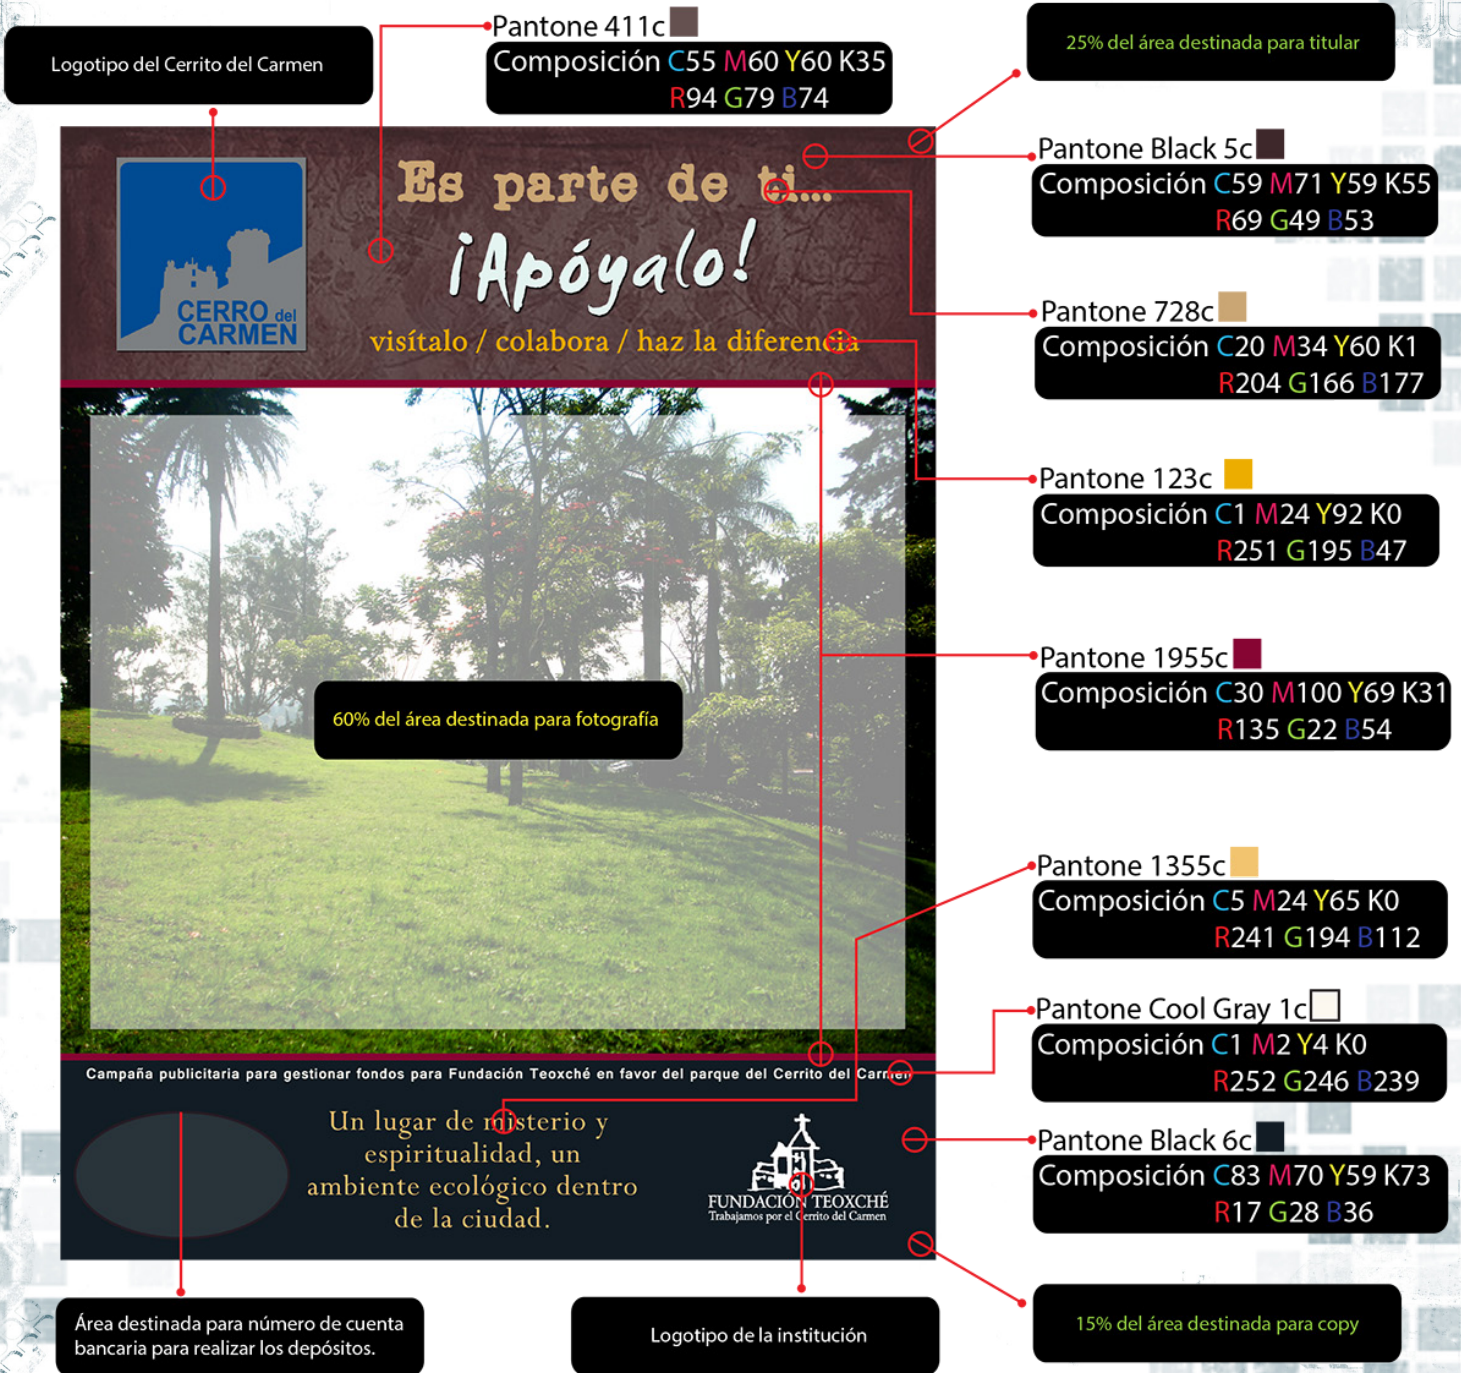 Pantone 411c
Composición C55 M60 Y60 K35
R94 G79 B74
Logotipo del Cerrito del Carmen
25% del área destinada para titular
Pantone Black 5c
Composición C59 M71 Y59 K55
R69 G49 B53
Es parte de ti...
¡Apóyalo!
visítalo / colabora / haz la diferencia
CERRO del
CARMEN
Pantone 728c
Composición C20 M34 Y60 K1
R204 G166 B177
Pantone 123c
Composición C1 M24 Y92 K0
R251 G195 B47
Pantone 1955c
Composición C30 M100 Y69 K31
R135 G22 B54
60% del área destinada para fotografía
Pantone 1355c
Composición C5 M24 Y65 K0
R241 G194 B112
Pantone Cool Gray 1c
Composición C1 M2 Y4 K0
R252 G246 B239
Campaña publicitaria para gestionar fondos para Fundación Teoxché en favor del parque del Cerrito del Carmen
Un lugar de misterio y
espiritualidad, un
ambiente ecológico dentro
de la ciudad.
FUNDACIÓN TEOXCHÉ
Trabajamos por el Cerrito del Carmen
Pantone Black 6c
Composición C83 M70 Y59 K73
R17 G28 B36
Área destinada para número de cuenta
bancaria para realizar los depósitos.
Logotipo de la institución
15% del área destinada para copy